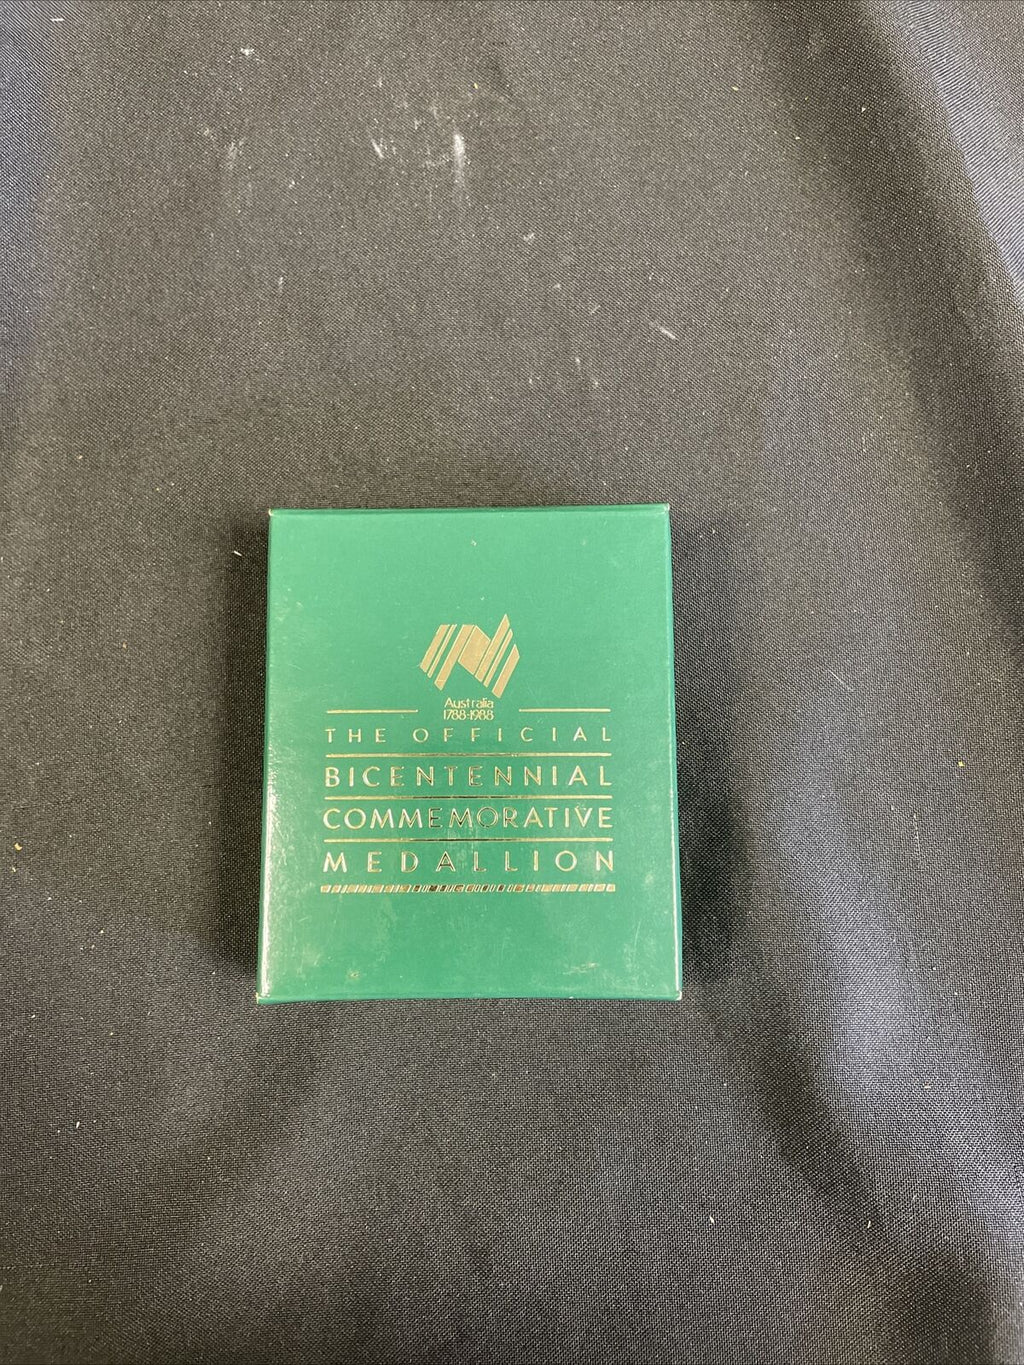 Australia
1788-1988
THE OFFICIAL
BICENTENNIAL
COMMEMORATIVE
MEDALLION